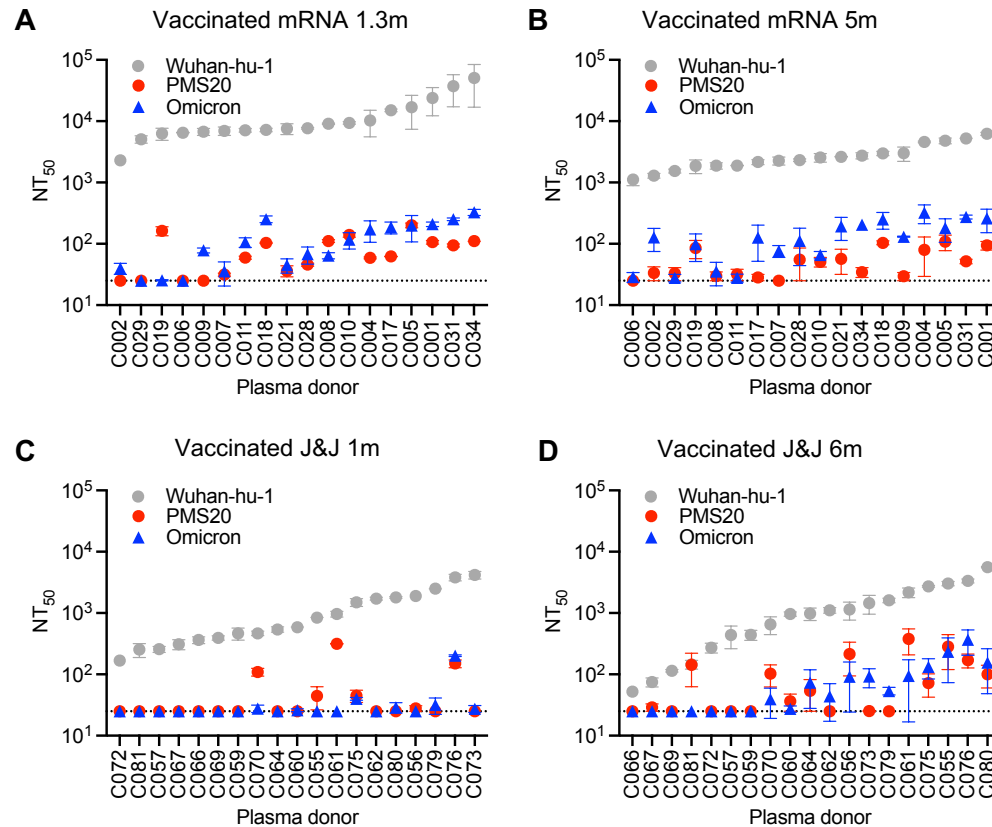 A
Vaccinated mRNA 1.3m
NT50
10^5
10^4
10^3
10^2
10^1
Wuhan-hu-1
PMS20
Omicron
C002
C029
C019
C006
C009
C007
C011
C018
C021
C028
C008
C010
C004
C017
C005
C001
C031
C034
Plasma donor
B
Vaccinated mRNA 5m
NT50
10^5
10^4
10^3
10^2
10^1
Wuhan-hu-1
PMS20
Omicron
C006
C002
C029
C019
C008
C011
C017
C007
C028
C010
C021
C034
C018
C009
C004
C005
C031
C001
Plasma donor
C
Vaccinated J&J 1m
NT50
10^5
10^4
10^3
10^2
10^1
Wuhan-hu-1
PMS20
Omicron
C072
C081
C057
C067
C066
C069
C059
C070
C064
C060
C055
C061
C075
C062
C080
C056
C079
C076
C073
Plasma donor
D
Vaccinated J&J 6m
NT50
10^5
10^4
10^3
10^2
10^1
Wuhan-hu-1
PMS20
Omicron
C066
C067
C069
C081
C072
C057
C059
C070
C060
C064
C062
C056
C073
C079
C061
C075
C055
C076
C080
Plasma donor